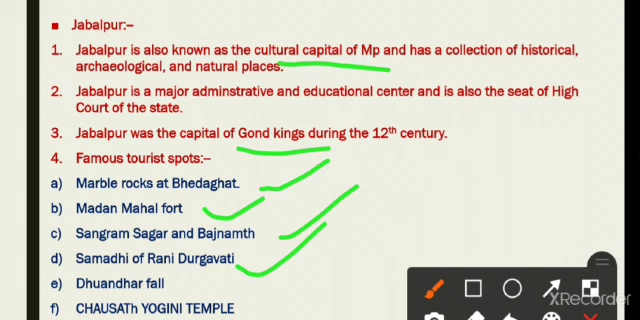 Jabalpur:–
1. Jabalpur is also known as the cultural capital of Mp and has a collection of historical,
archaeological, and natural places.
2. Jabalpur is a major adminstrative and educational center and is also the seat of High
Court of the state.
3. Jabalpur was the capital of Gond kings during the 12th century.
4. Famous tourist spots:–
a) Marble rocks at Bhedaghat.
b) Madan Mahal fort
c) Sangram Sagar and Bajnamth
d) Samadhi of Rani Durgavati
e) Dhuandhar fall
f) CHAUSATh YOGINI TEMPLE
XRecorder